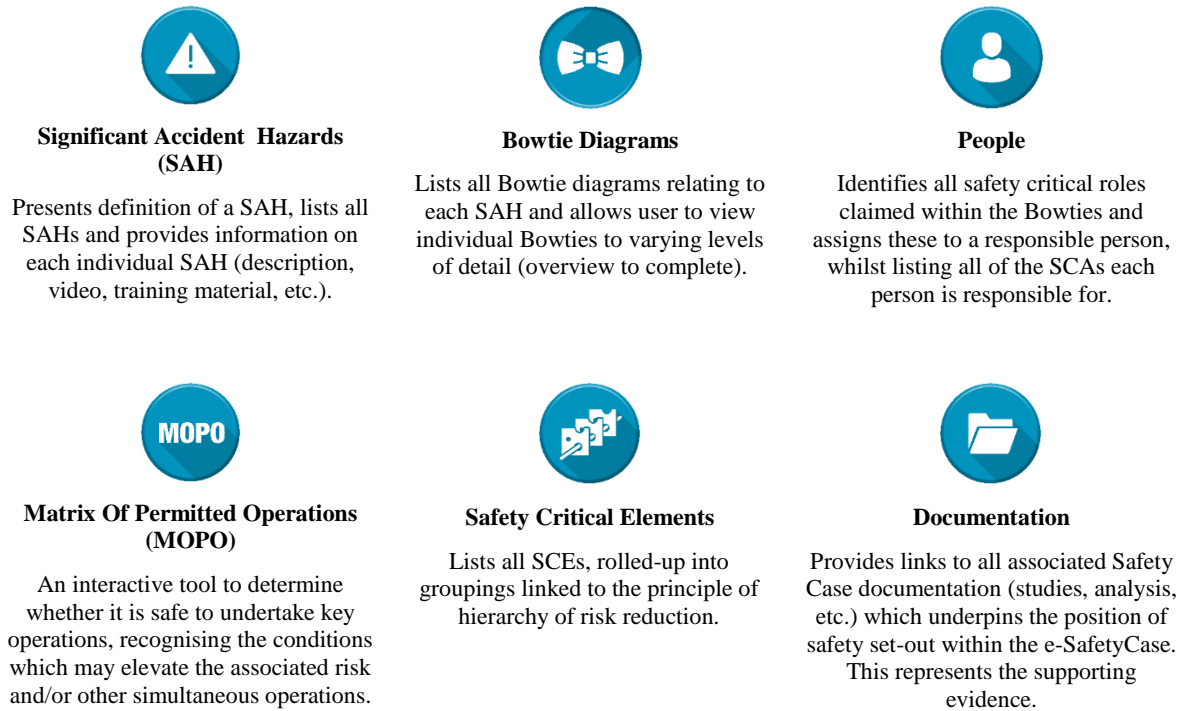 Significant Accident Hazards
(SAH)
Presents definition of a SAH, lists all
SAHs and provides information on
each individual SAH (description,
video, training material, etc.).
Bowtie Diagrams
Lists all Bowtie diagrams relating to
each SAH and allows user to view
individual Bowties to varying levels
of detail (overview to complete).
People
Identifies all safety critical roles
claimed within the Bowties and
assigns these to a responsible person,
whilst listing all of the SCAs each
person is responsible for.
MOPO
Matrix Of Permitted Operations
(MOPO)
An interactive tool to determine
whether it is safe to undertake key
operations, recognising the conditions
which may elevate the associated risk
and/or other simultaneous operations.
Safety Critical Elements
Lists all SCEs, rolled-up into
groupings linked to the principle of
hierarchy of risk reduction.
Documentation
Provides links to all associated Safety
Case documentation (studies, analysis,
etc.) which underpins the position of
safety set-out within the e-SafetyCase.
This represents the supporting
evidence.